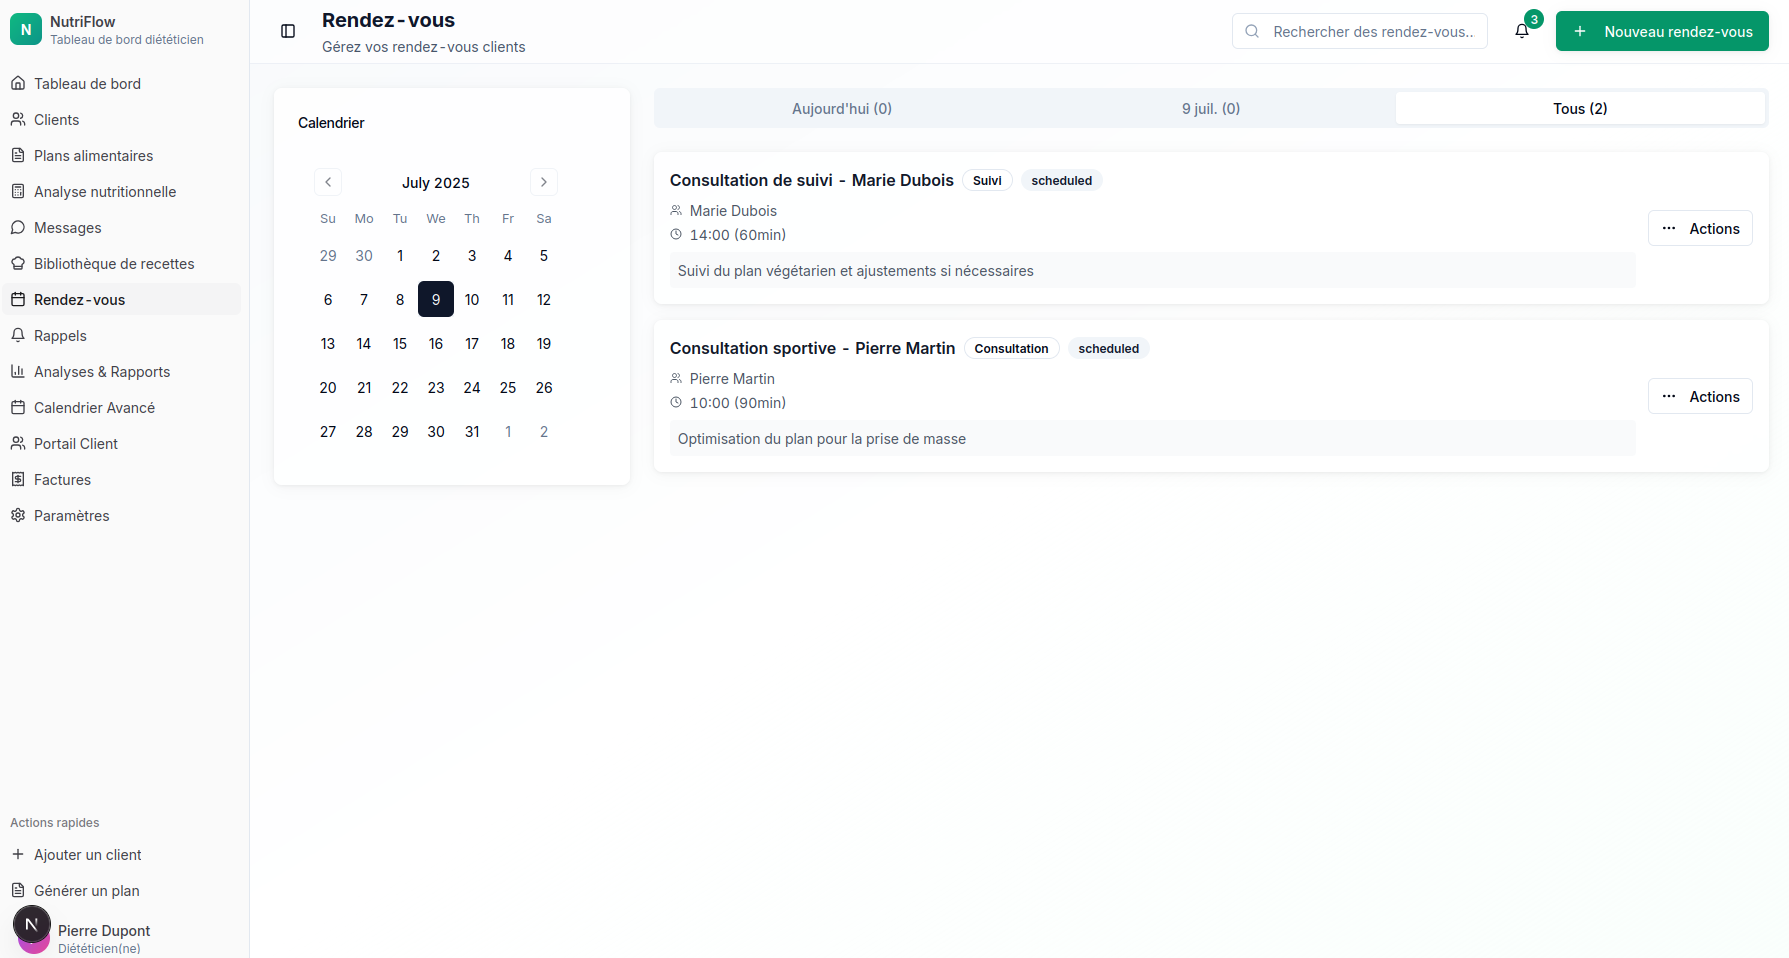 N
NutriFlow
Tableau de bord diététicien
Tableau de bord
Clients
Plans alimentaires
Analyse nutritionnelle
Messages
Bibliothèque de recettes
Rendez-vous
Rappels
Analyses & Rapports
Calendrier Avancé
Portail Client
Factures
Paramètres
Actions rapides
Ajouter un client
Générer un plan
N
Pierre Dupont
Diététicien(ne)
Rendez-vous
Gérez vos rendez-vous clients
Rechercher des rendez-vous...
3
Nouveau rendez-vous
Calendrier
July 2025
Su Mo Tu We Th Fr Sa
29 30 1 2 3 4 5
6 7 8 9 10 11 12
13 14 15 16 17 18 19
20 21 22 23 24 25 26
27 28 29 30 31 1 2
Aujourd'hui (0) 9 juil. (0) Tous (2)
Consultation de suivi - Marie Dubois Suivi scheduled
Marie Dubois
14:00 (60min)
Suivi du plan végétarien et ajustements si nécessaires
Actions
Consultation sportive - Pierre Martin Consultation scheduled
Pierre Martin
10:00 (90min)
Optimisation du plan pour la prise de masse
Actions